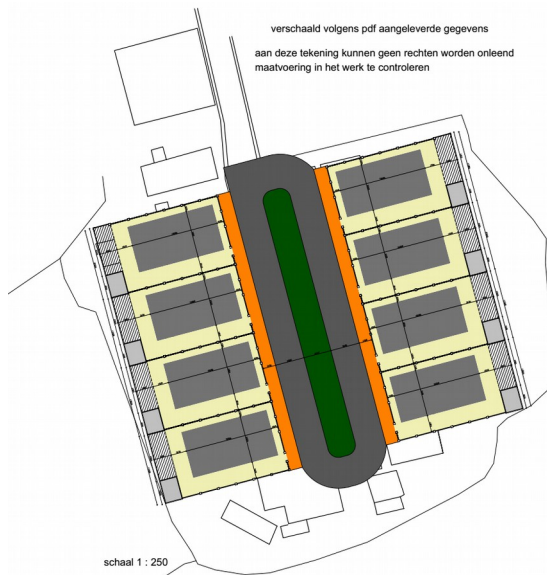 verschaald volgens pdf aangeleverde gegevens
aan deze tekening kunnen geen rechten worden onleend
maatvoering in het werk te controleren
schaal 1 : 250